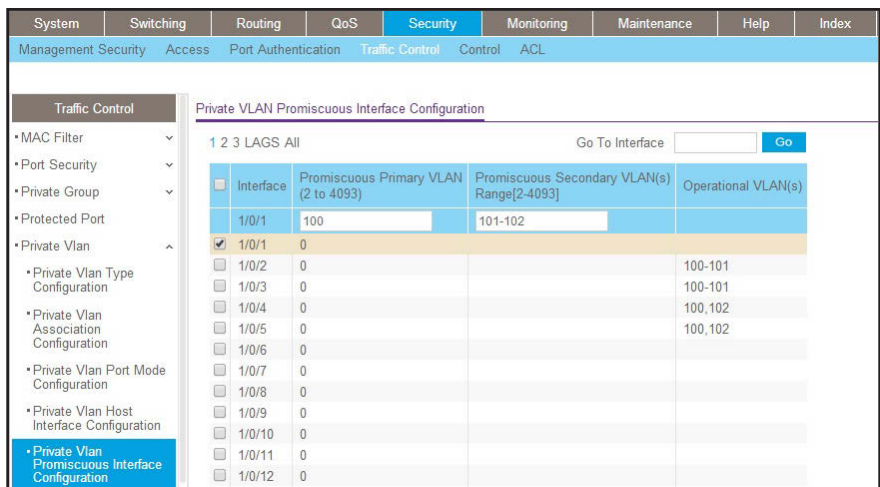 System Switching Routing QoS Security Monitoring Maintenance Help Index
Management Security Access Port Authentication Traffic Control Control ACL
Traffic Control
MAC Filter
Port Security
Private Group
Protected Port
Private Vlan
Private Vlan Type
Configuration
Private Vlan
Association
Configuration
Private Vlan Port Mode
Configuration
Private Vlan Host
Interface Configuration
Private Vlan
Promiscuous Interface
Configuration
Private VLAN Promiscuous Interface Configuration
1 2 3 LAGS All Go To Interface Go
Interface Promiscuous Primary VLAN (2 to 4093) Promiscuous Secondary VLAN(s) Range[2-4093] Operational VLAN(s)
1/0/1 100 101-102
1/0/1 0
1/0/2 0 100-101
1/0/3 0 100-101
1/0/4 0 100,102
1/0/5 0 100,102
1/0/6 0
1/0/7 0
1/0/8 0
1/0/9 0
1/0/10 0
1/0/11 0
1/0/12 0